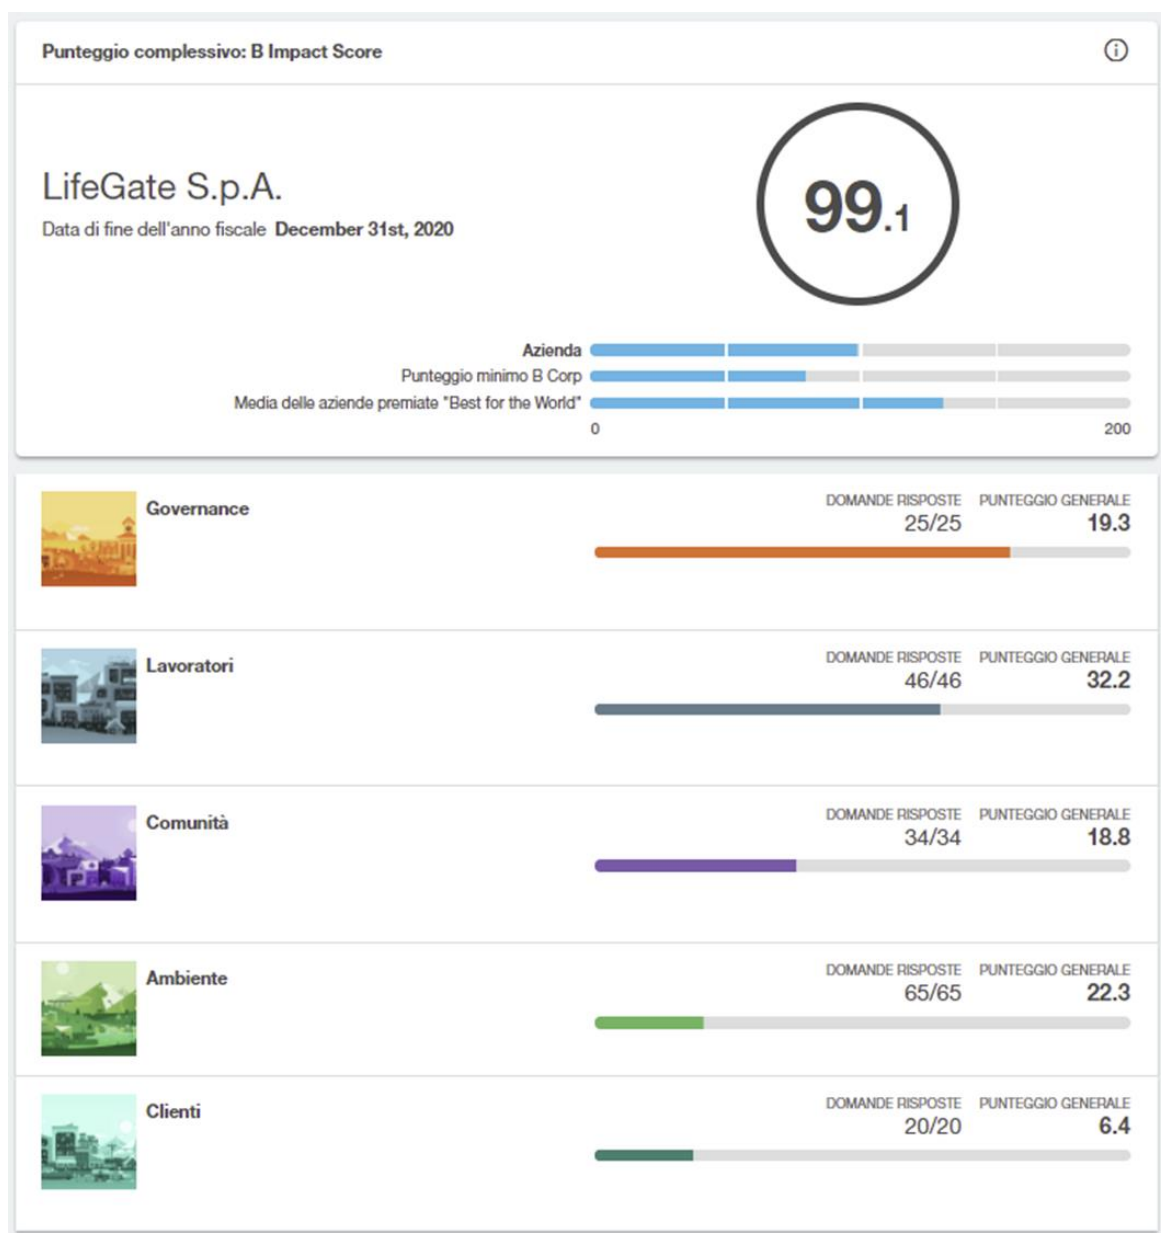 Punteggio complessivo: B Impact Score
LifeGate S.p.A.
Data di fine dell'anno fiscale December 31st, 2020
99.1
Azienda
Punteggio minimo B Corp
Media delle aziende premiate "Best for the World"
0 200
Governance
DOMANDE RISPOSTE PUNTEGGIO GENERALE
25/25 19.3
Lavoratori
DOMANDE RISPOSTE PUNTEGGIO GENERALE
46/46 32.2
Comunità
DOMANDE RISPOSTE PUNTEGGIO GENERALE
34/34 18.8
Ambiente
DOMANDE RISPOSTE PUNTEGGIO GENERALE
65/65 22.3
Clienti
DOMANDE RISPOSTE PUNTEGGIO GENERALE
20/20 6.4